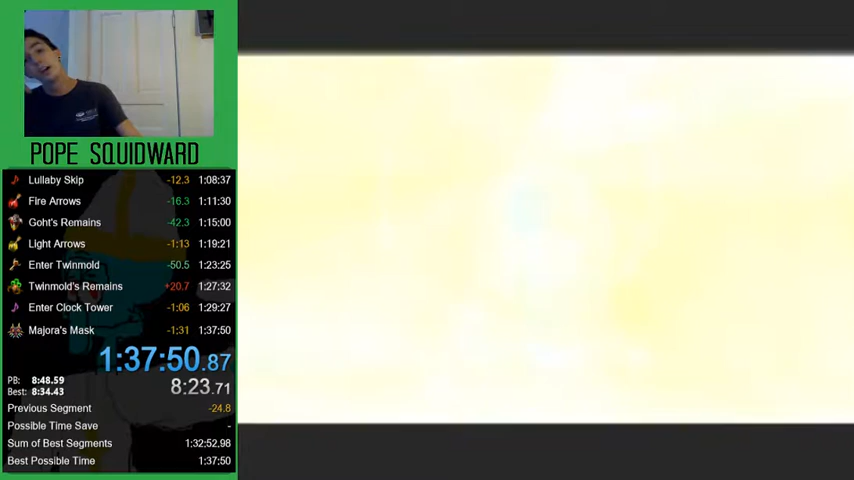 POPE SQUIDWARD
Lullaby Skip -12.3 1:08:37
Fire Arrows -16.3 1:11:30
Goht's Remains -42.3 1:15:00
Light Arrows -1:13 1:19:21
Enter Twinmold -50.5 1:23:25
Twinmold's Remains +20.7 1:27:32
Enter Clock Tower -1:06 1:29:27
Majora's Mask -1:31 1:37:50
1:37:50.87
PB: 8:48.59
Best: 8:34.43
8:23.71
Previous Segment -24.8
Possible Time Save -
Sum of Best Segments 1:32:52,98
Best Possible Time 1:37:50